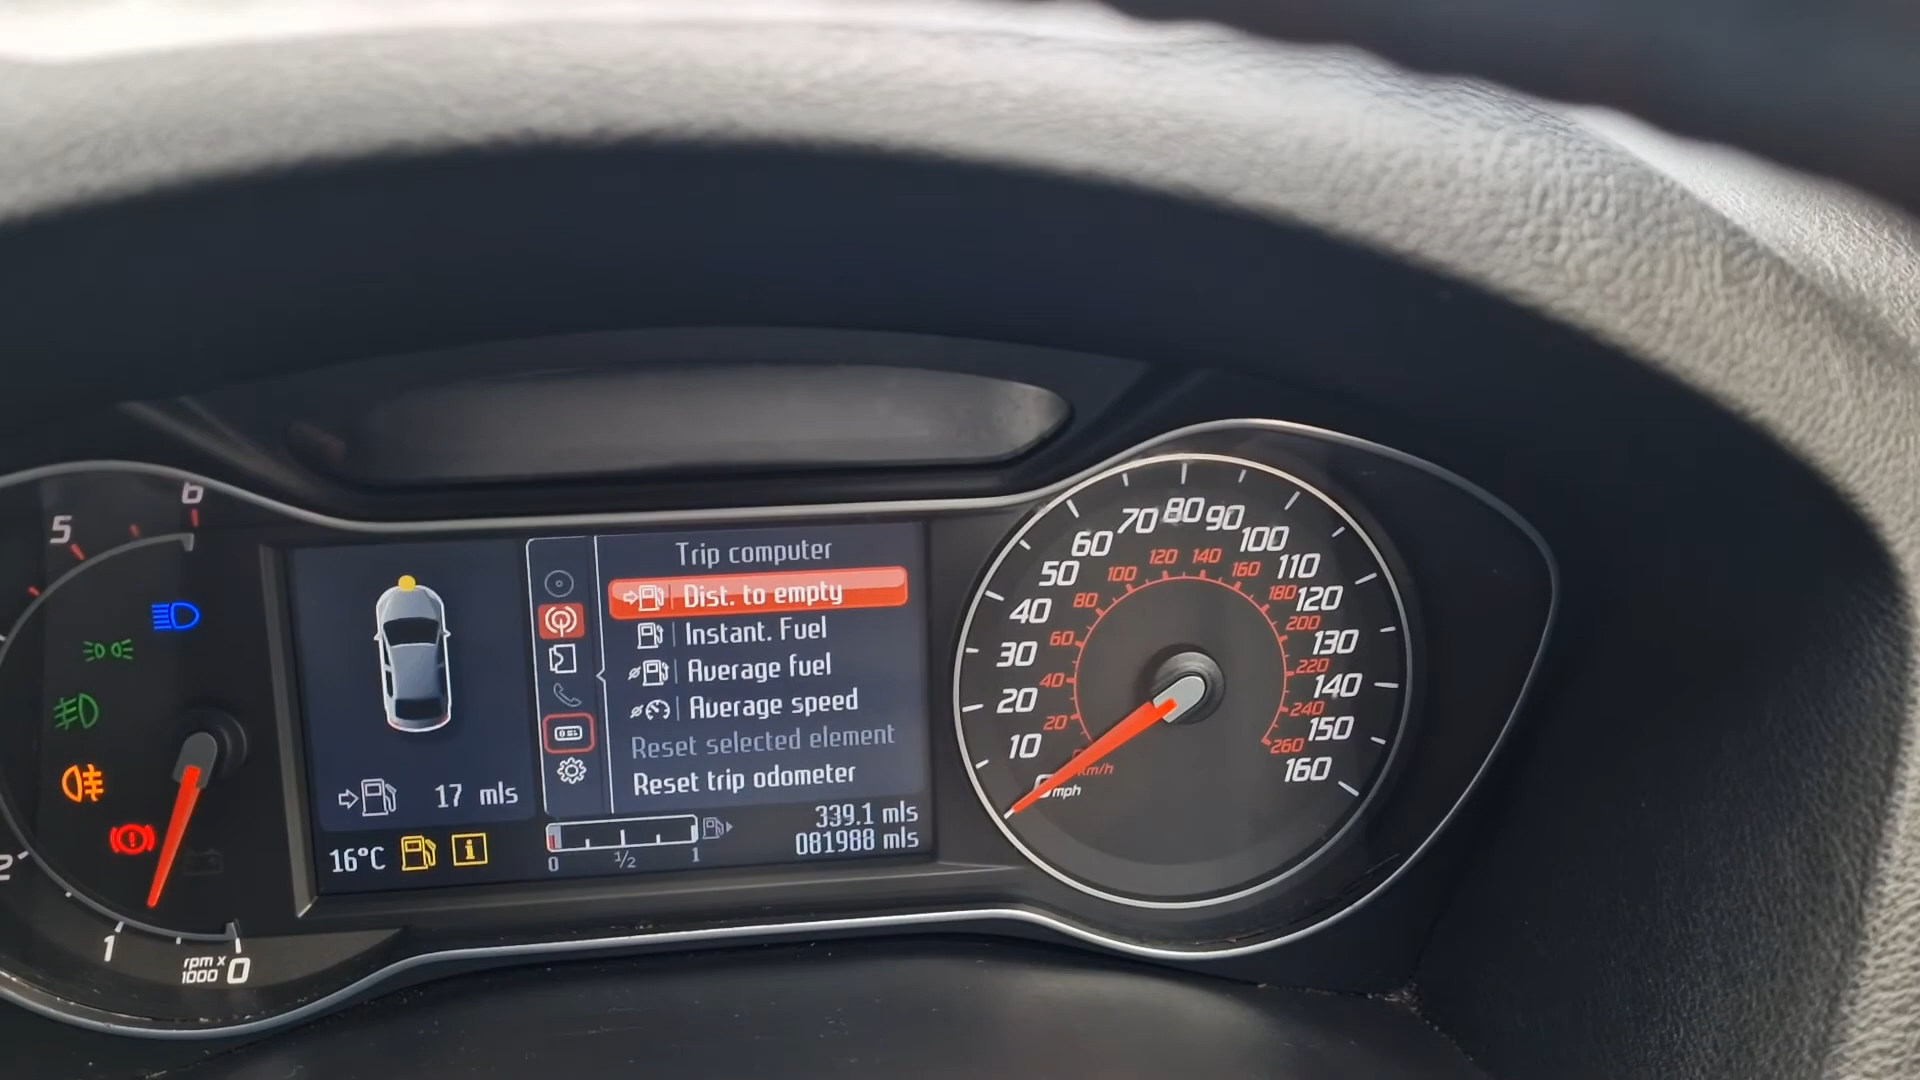 6
5
2
1
rpm x
1000
0
Trip computer
Dist. to empty
Instant. Fuel
Average fuel
Average speed
Reset selected element
Reset trip odometer
17 mls
339.1 mls
081988 mls
16°C
0
1/2
1
0
10
20
30
40
50
60
70
80
90
100
110
120
130
140
150
160
mph
0
20
40
60
80
100
120
140
160
180
200
220
240
260
km/h